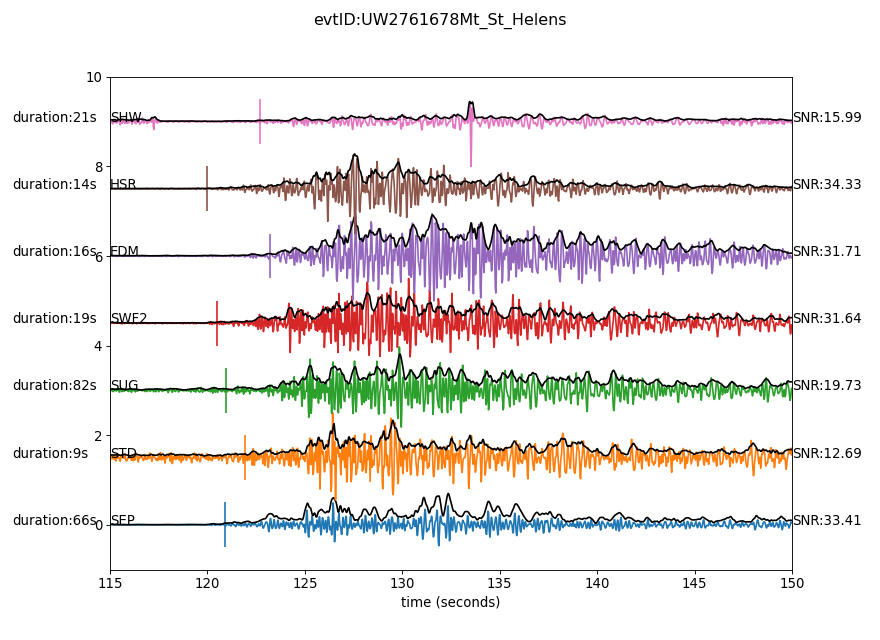 evtID:UW2761678Mt_St_Helens
10
duration:21s SHW SNR:15.99
8
duration:14s HSR SNR:34.33
duration:16s EDM SNR:31.71
6
duration:19s SWF2 SNR:31.64
4
duration:82s SUG SNR:19.73
2
duration:9s STD SNR:12.69
duration:66s SEP SNR:33.41
0
115 120 125 130 135 140 145 150
time (seconds)